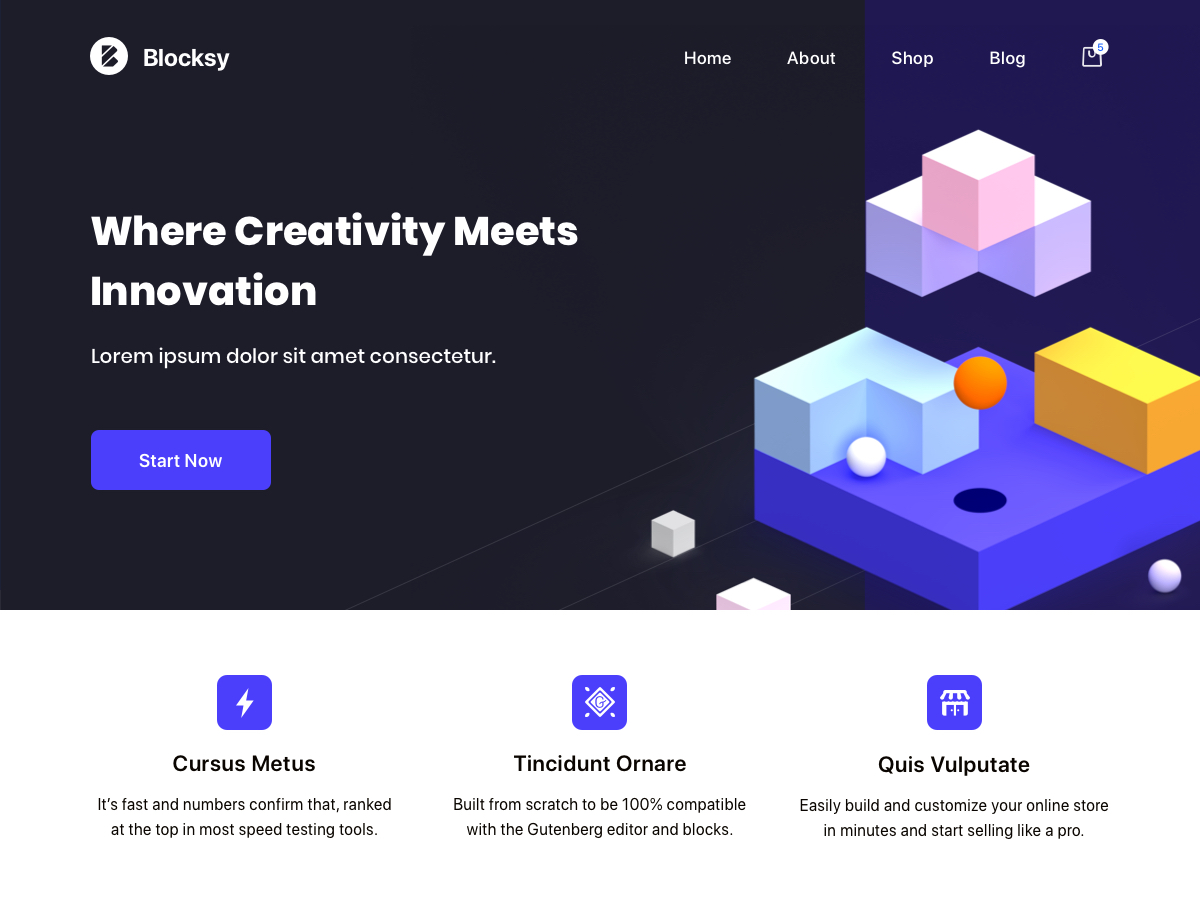 Blocksy
Home About Shop Blog 5
Where Creativity Meets
Innovation
Lorem ipsum dolor sit amet consectetur.
Start Now
Cursus Metus
It’s fast and numbers confirm that, ranked
at the top in most speed testing tools.
Tincidunt Ornare
Built from scratch to be 100% compatible
with the Gutenberg editor and blocks.
Quis Vulputate
Easily build and customize your online store
in minutes and start selling like a pro.